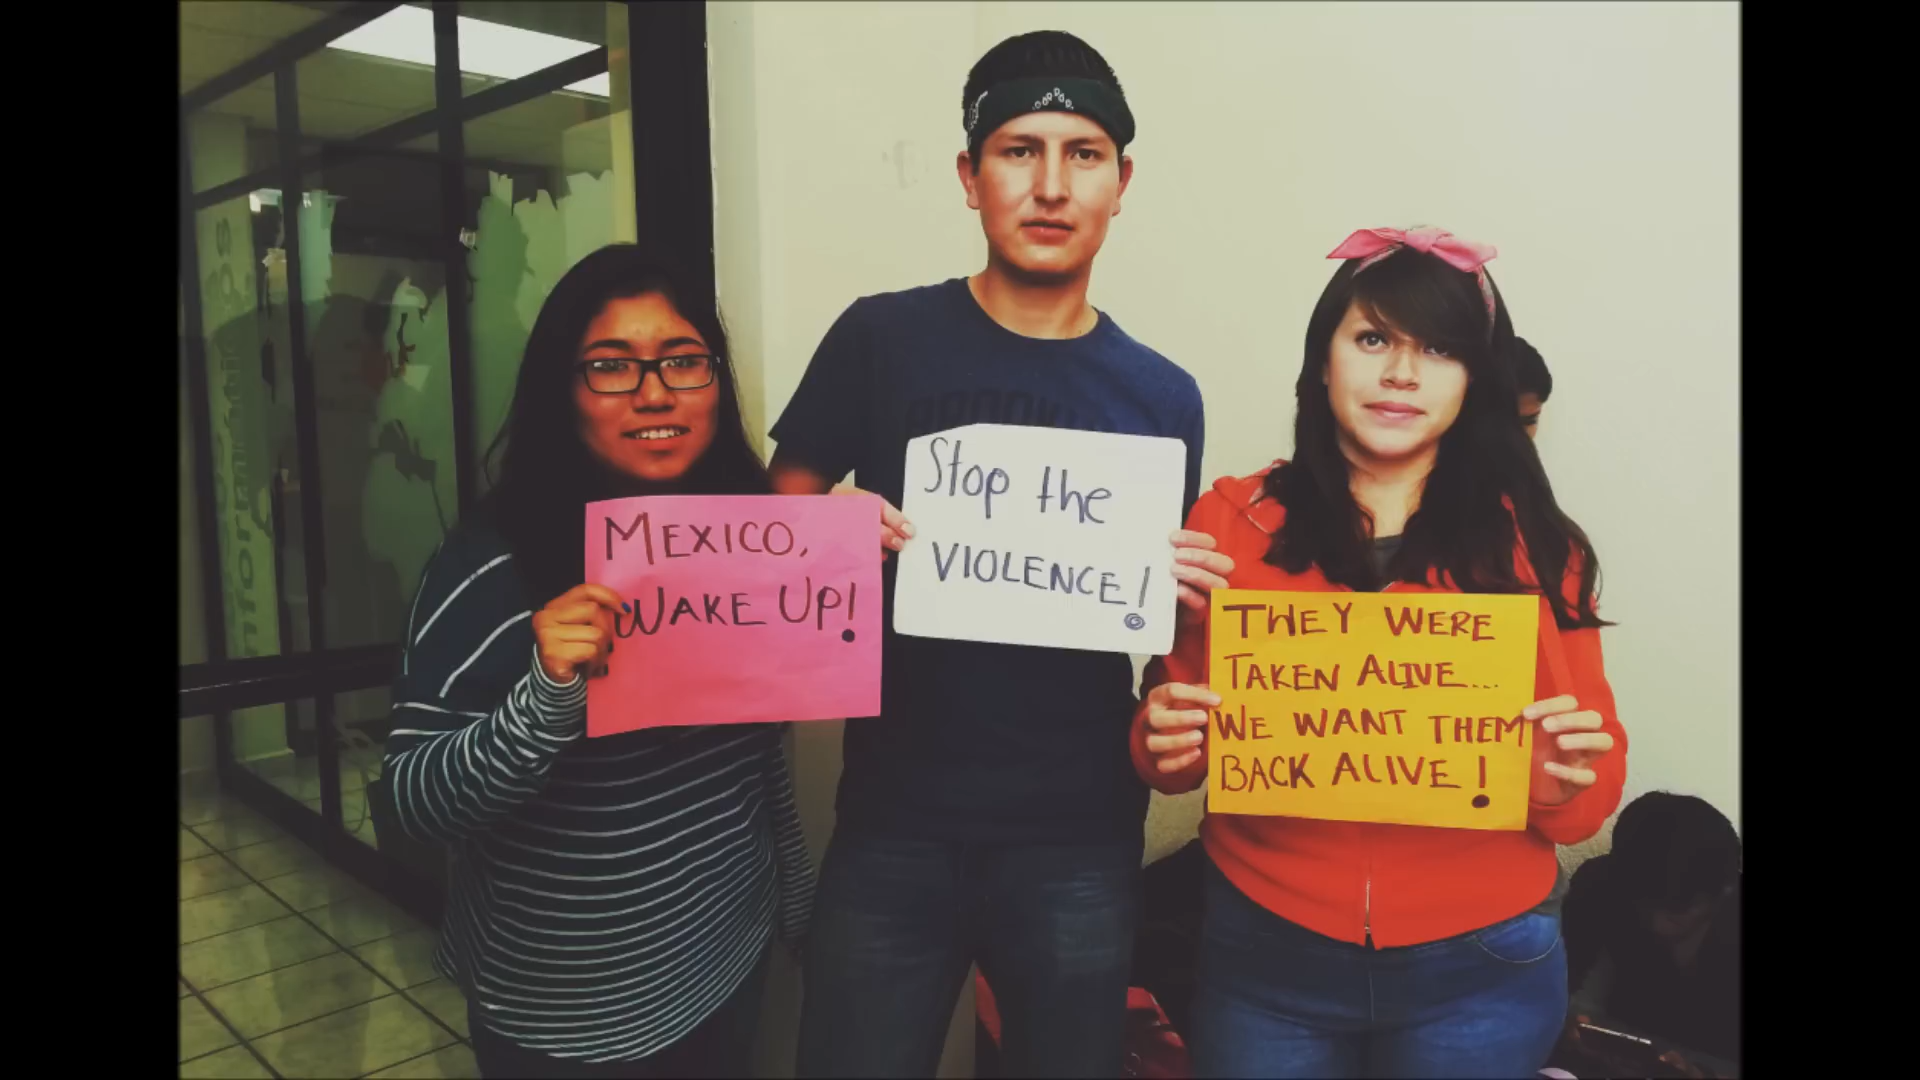 MEXICO,
WAKE UP!
Stop the
VIOLENCE!
THEY WERE
TAKEN ALIVE...
WE WANT THEM
BACK ALIVE!